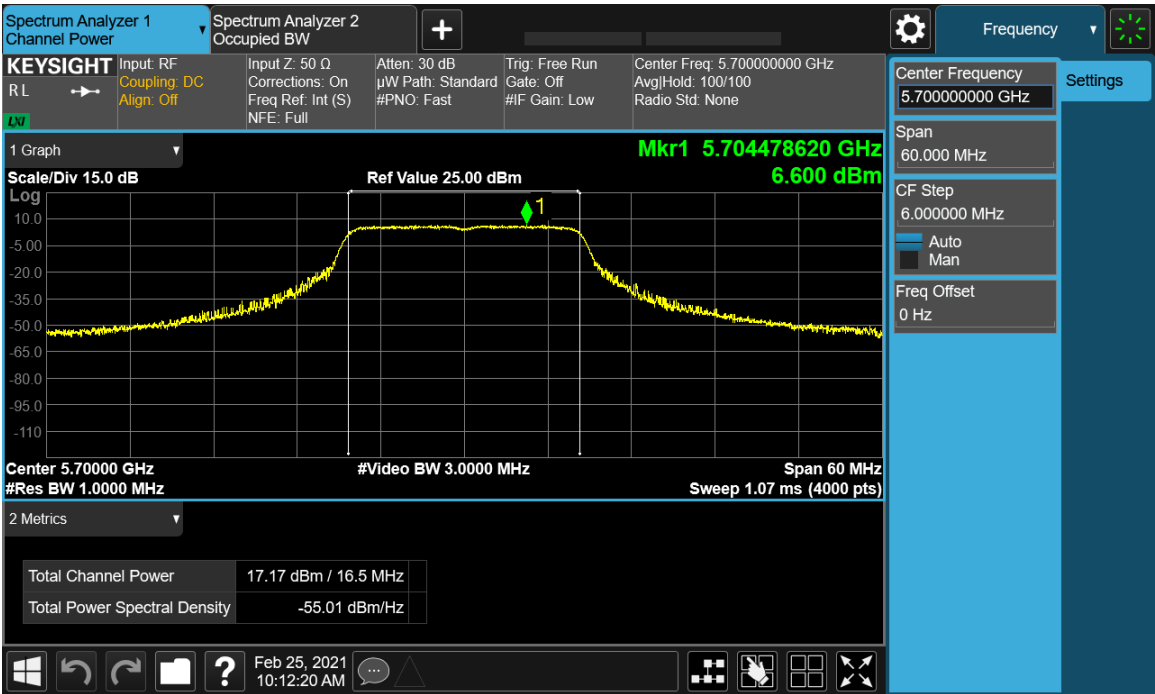 Spectrum Analyzer 1
Channel Power
Spectrum Analyzer 2
Occupied BW
Frequency
KEYSIGHT
RL
LXI
Input: RF
Coupling: DC
Align: Off
Input Z: 50 Ω
Corrections: On
Freq Ref: Int (S)
NFE: Full
Atten: 30 dB
µW Path: Standard
#PNO: Fast
Trig: Free Run
Gate: Off
#IF Gain: Low
Center Freq: 5.700000000 GHz
Avg|Hold: 100/100
Radio Std: None
Center Frequency
5.700000000 GHz
Settings
Span
60.000 MHz
CF Step
6.000000 MHz
Auto
Man
Freq Offset
0 Hz
1 Graph
Mkr1 5.704478620 GHz
6.600 dBm
Scale/Div 15.0 dB
Ref Value 25.00 dBm
Log
1
10.0
-5.00
-20.0
-35.0
-50.0
-65.0
-80.0
-95.0
-110
Center 5.70000 GHz
#Video BW 3.0000 MHz
Span 60 MHz
#Res BW 1.0000 MHz
Sweep 1.07 ms (4000 pts)
2 Metrics
Total Channel Power 17.17 dBm / 16.5 MHz
Total Power Spectral Density -55.01 dBm/Hz
?
Feb 25, 2021
10:12:20 AM